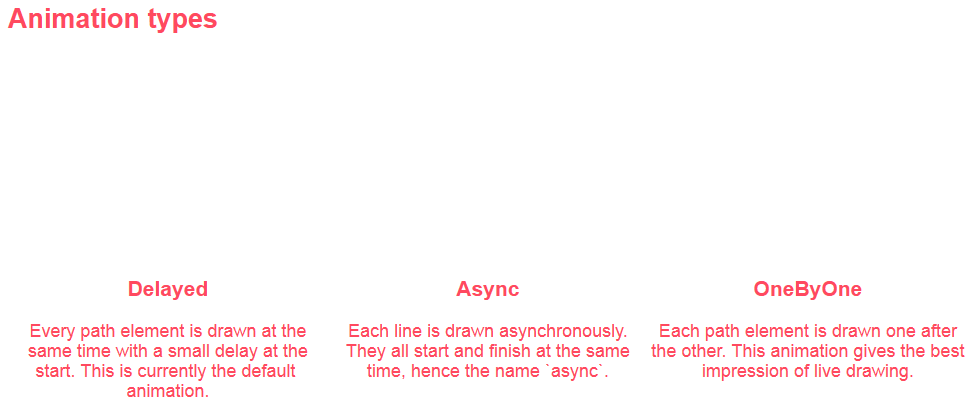 Animation types
Delayed
Every path element is drawn at the
same time with a small delay at the
start. This is currently the default
animation.
Async
Each line is drawn asynchronously.
They all start and finish at the same
time, hence the name `async`.
OneByOne
Each path element is drawn one after
the other. This animation gives the best
impression of live drawing.